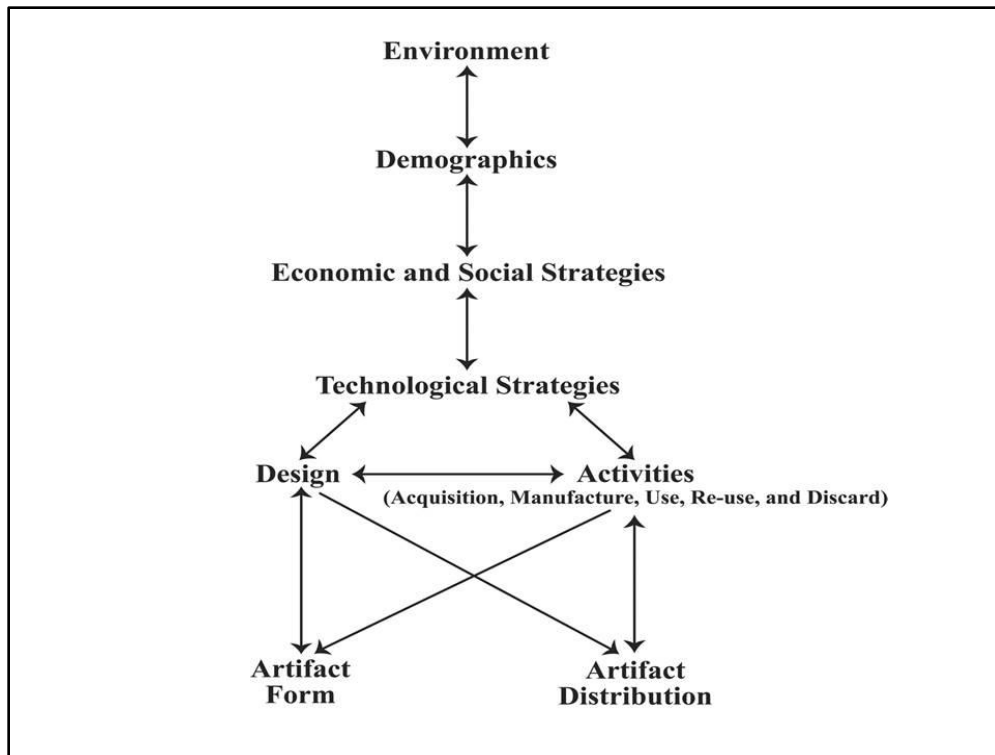 Environment
Demographics
Economic and Social Strategies
Technological Strategies
Design
Activities
(Acquisition, Manufacture, Use, Re-use, and Discard)
Artifact
Form
Artifact
Distribution